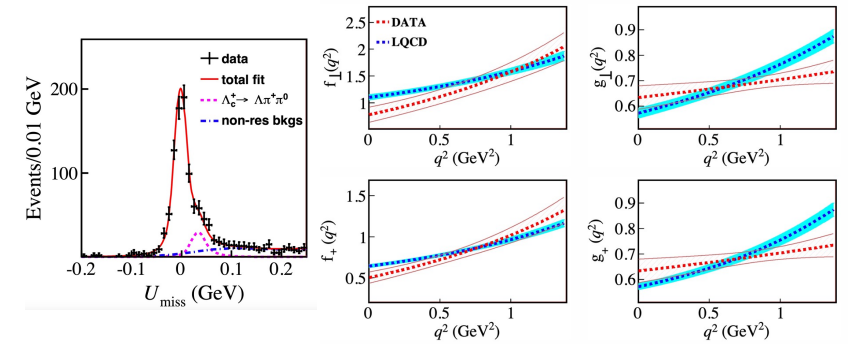 Events/0.01 GeV
200
100
data
total fit
Λc+→ Λπ+π0
non-res bkgs
-0.2 -0.1 0 0.1 0.2
Umiss (GeV)
f⊥(q²)
2.5
2
1.5
1
DATA
LQCD
0 0.5 1
q² (GeV²)
g⊥(q²)
0.9
0.8
0.7
0.6
0 0.5 1
q² (GeV²)
f+(q²)
1.5
1
0.5
0 0.5 1
q² (GeV²)
g+(q²)
0.9
0.8
0.7
0.6
0 0.5 1
q² (GeV²)